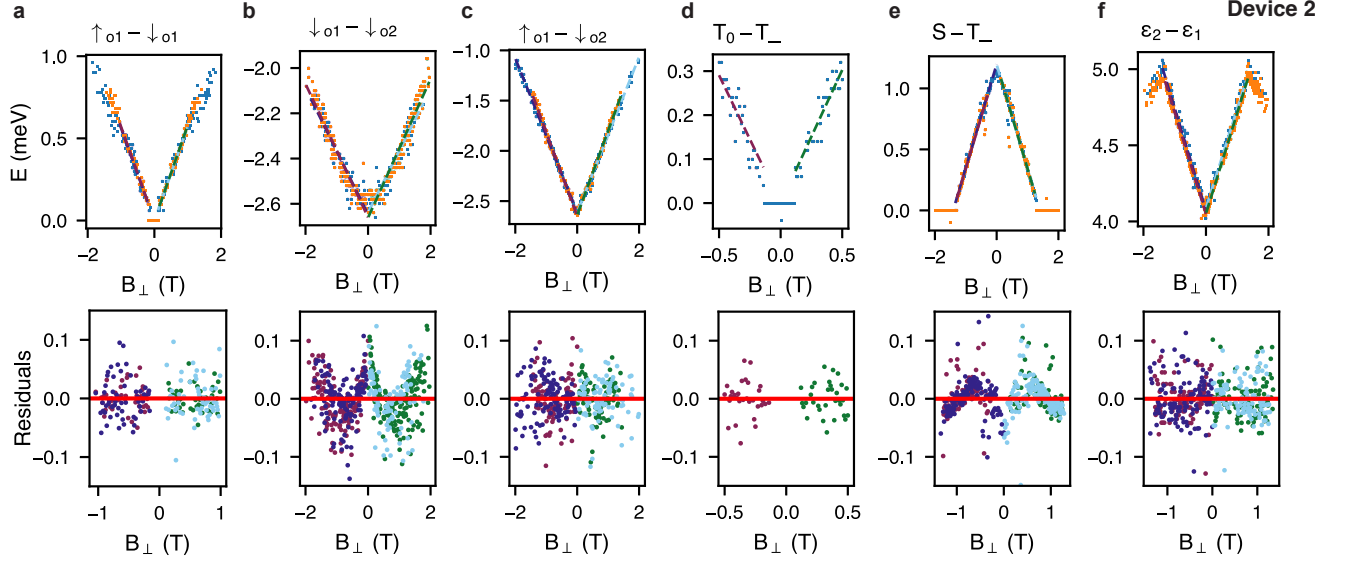 a b c d e f Device 2
↑o1 − ↓o1 ↓o1 − ↓o2 ↑o1 − ↓o2 T0 − T_ S − T_ ε2 − ε1
E (meV)
1.0 0.5 0.0
−2.0 −2.2 −2.4 −2.6
−1.0 −1.5 −2.0 −2.5
0.3 0.2 0.1 0.0
1.0 0.5 0.0
5.0 4.5 4.0
−2 0 2 −2 0 2 −2 0 2 −0.5 0.0 0.5 −2 0 2 −2 0 2
B⊥ (T) B⊥ (T) B⊥ (T) B⊥ (T) B⊥ (T) B⊥ (T)
Residuals
0.1 0.0 −0.1
0.1 0.0 −0.1
0.1 0.0 −0.1
0.1 0.0 −0.1
0.1 0.0 −0.1
0.1 0.0 −0.1
−1 0 1 −2 0 2 −2 0 2 −0.5 0.0 0.5 −1 0 1 −1 0 1
B⊥ (T) B⊥ (T) B⊥ (T) B⊥ (T) B⊥ (T) B⊥ (T)